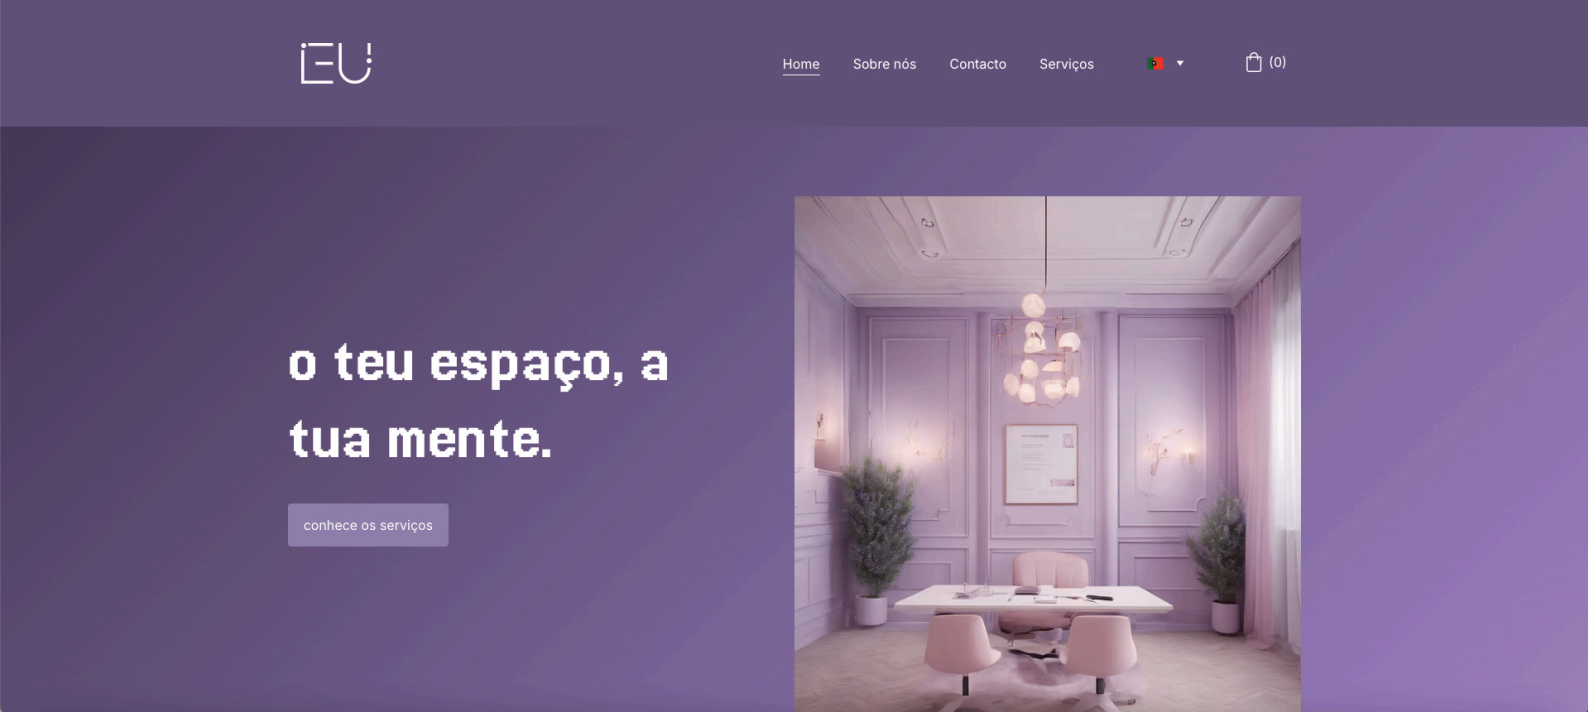 EU
Home
Sobre nós
Contacto
Serviços
(0)
o teu espaço, a
tua mente.
conhece os serviços